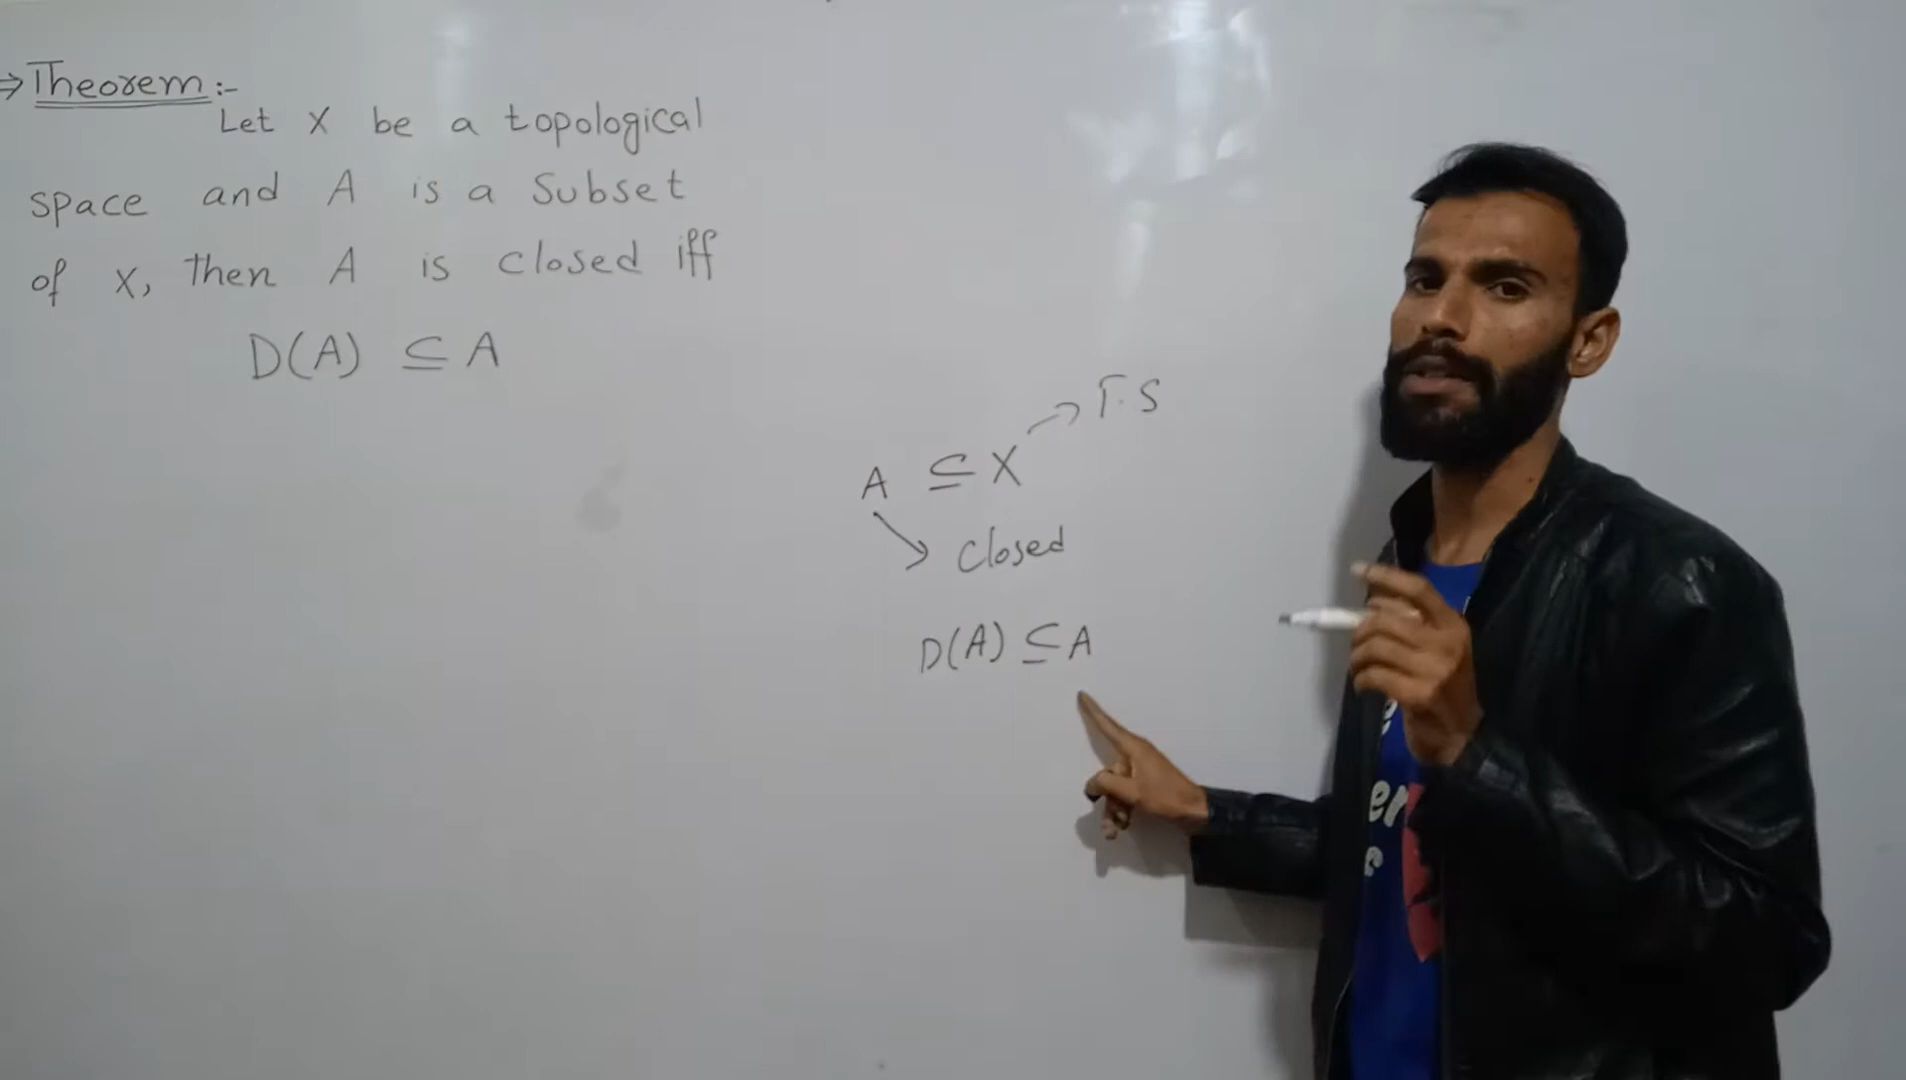 ⇒ Theorem :-
Let X be a topological
space and A is a Subset
of X, then A is closed iff
D(A) ⊆ A
→ T.S
A ⊆ X
→ closed
D(A) ⊆ A